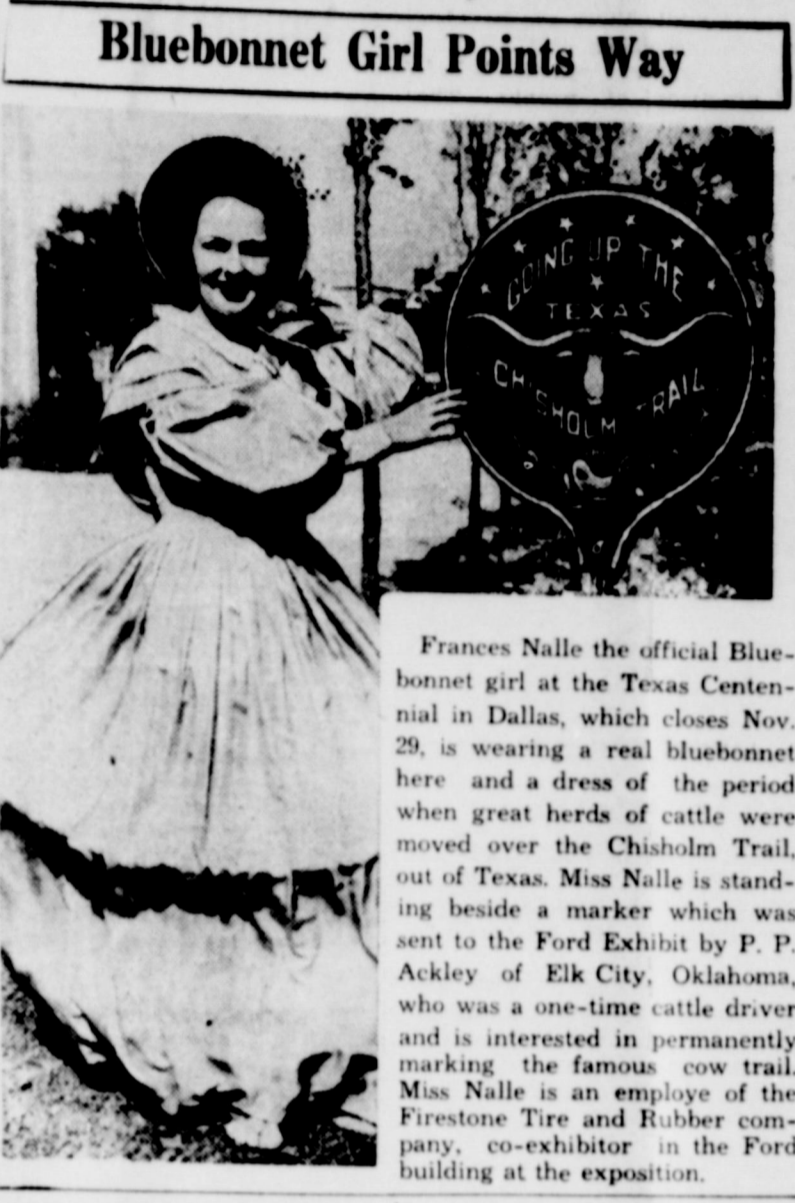 Bluebonnet Girl Points Way
GOING UP THE
TEXAS
CHISHOLM TRAIL
Frances Nalle the official Blue-
bonnet girl at the Texas Centen-
nial in Dallas, which closes Nov.
29, is wearing a real bluebonnet
here and a dress of the period
when great herds of cattle were
moved over the Chisholm Trail,
out of Texas. Miss Nalle is stand-
ing beside a marker which was
sent to the Ford Exhibit by P. P.
Ackley of Elk City, Oklahoma,
who was a one-time cattle driver
and is interested in permanently
marking the famous cow trail.
Miss Nalle is an employe of the
Firestone Tire and Rubber com-
pany, co-exhibitor in the Ford
building at the exposition.